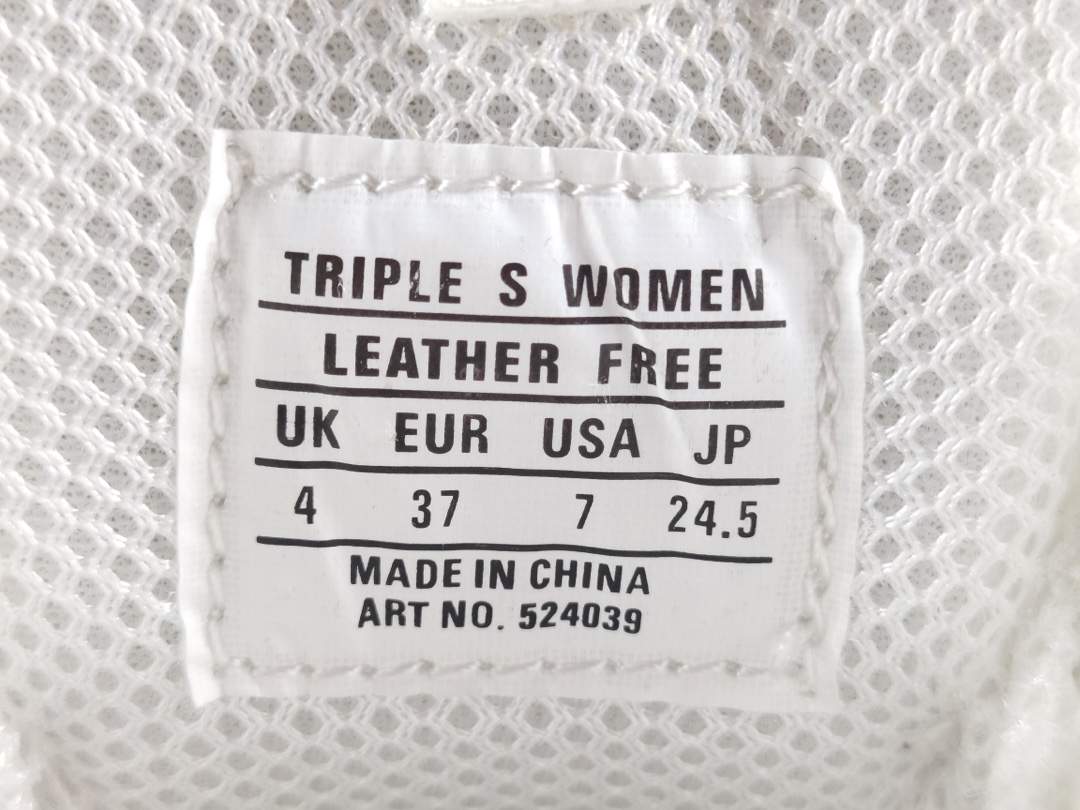 TRIPLE S WOMEN
LEATHER FREE
UK EUR USA JP
4 37 7 24.5
MADE IN CHINA
ART NO. 524039